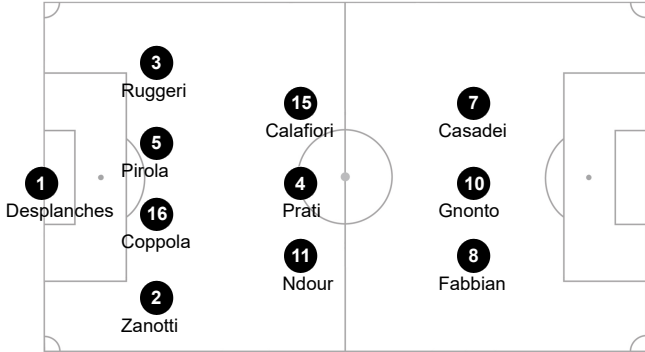 3
Ruggeri
5
Pirola
1
Desplanches
16
Coppola
2
Zanotti
15
Calafiori
4
Prati
11
Ndour
7
Casadei
10
Gnonto
8
Fabbian